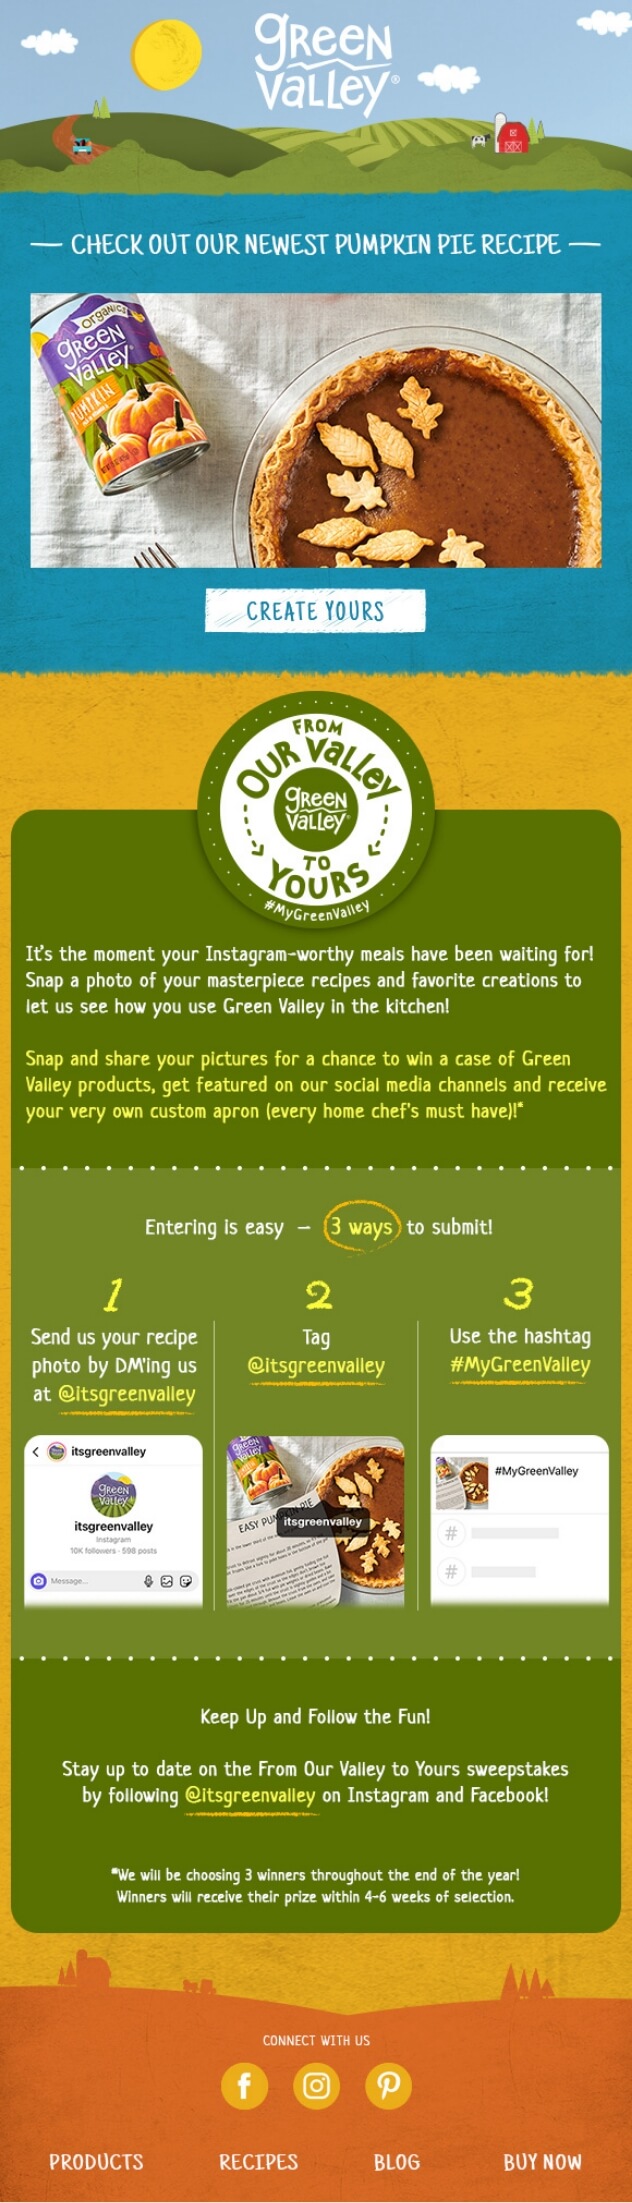 green
valley®
CHECK OUT OUR NEWEST PUMPKIN PIE RECIPE
Organics
green
valley
PUMPKIN
CREATE YOURS
FROM
OUR valley
green
valley
TO
YOURS
#MyGreenValley
It's the moment your Instagram-worthy meals have been waiting for!
Snap a photo of your masterpiece recipes and favorite creations to
let us see how you use Green Valley in the kitchen!
Snap and share your pictures for a chance to win a case of Green
Valley products, get featured on our social media channels and receive
your very own custom apron (every home chef's must have)!*
Entering is easy – 3 ways to submit!
1
Send us your recipe
photo by DM'ing us
at @itsgreenvalley
2
Tag
@itsgreenvalley
3
Use the hashtag
#MyGreenValley
itsgreenvalley
green
valley
itsgreenvalley
Instagram
10K followers · 598 posts
Message...
green
valley
EASY PUMPKIN PIE
itsgreenvalley
#MyGreenValley
#
#
Keep Up and Follow the Fun!
Stay up to date on the From Our Valley to Yours sweepstakes
by following @itsgreenvalley on Instagram and Facebook!
*We will be choosing 3 winners throughout the end of the year!
Winners will receive their prize within 4-6 weeks of selection.
CONNECT WITH US
PRODUCTS RECIPES BLOG BUY NOW